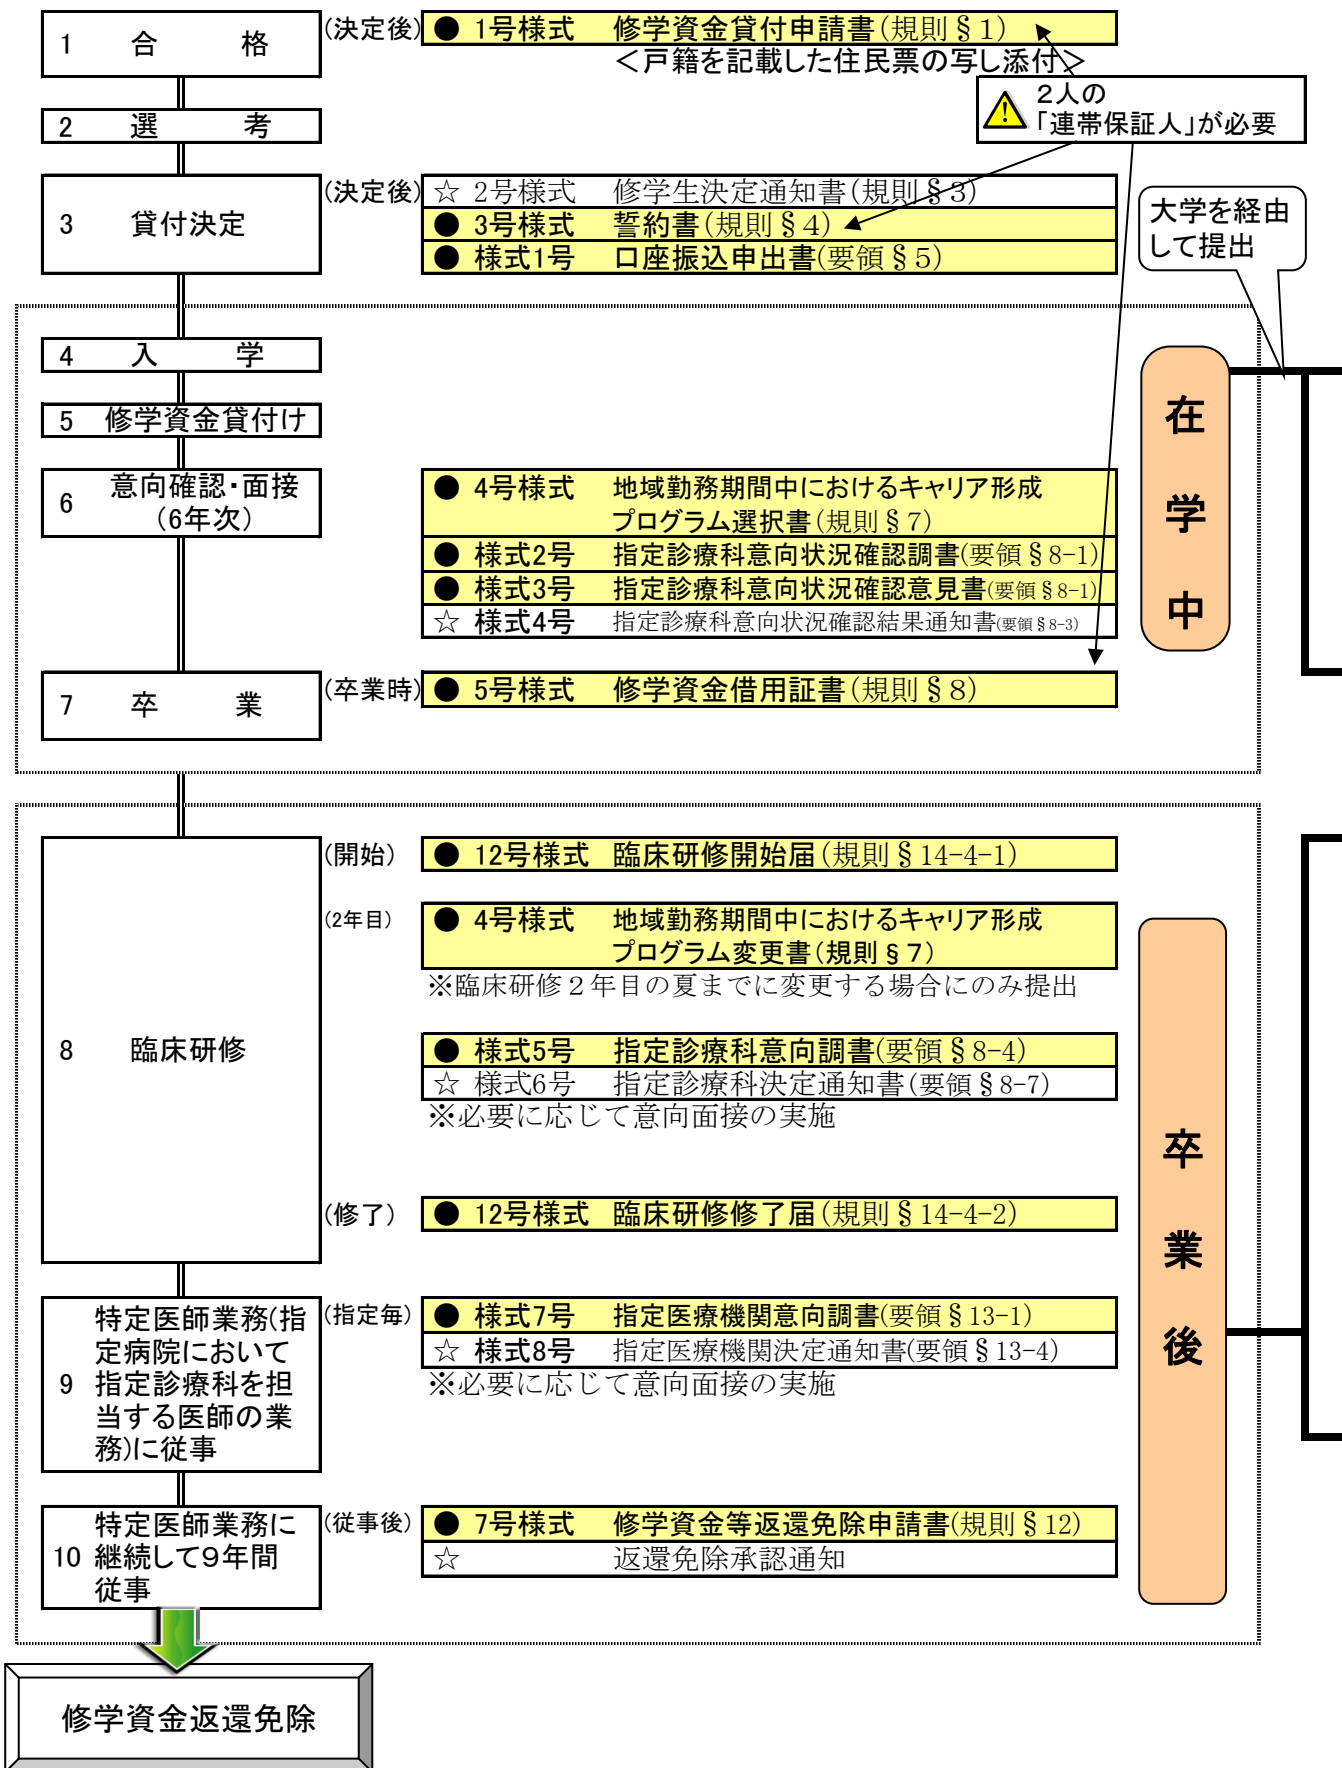 1 合　　格
(決定後)
● 1号様式　修学資金貸付申請書(規則§1)
＜戸籍を記載した住民票の写し添付＞
2人の
「連帯保証人」が必要
2 選　　考
3 貸付決定
(決定後)
☆ 2号様式　修学生決定通知書(規則§3)
● 3号様式　誓約書(規則§4)
● 様式1号　口座振込申出書(要領§5)
大学を経由
して提出
4 入　　学
5 修学資金貸付け
6 意向確認・面接
(6年次)
● 4号様式　地域勤務期間中におけるキャリア形成
プログラム選択書(規則§7)
● 様式2号　指定診療科意向状況確認調書(要領§8-1)
● 様式3号　指定診療科意向状況確認意見書(要領§8-1)
☆ 様式4号　指定診療科意向状況確認結果通知書(要領§8-3)
在学中
7 卒　　業
(卒業時)
● 5号様式　修学資金借用証書(規則§8)
8 臨床研修
(開始)
● 12号様式　臨床研修開始届(規則§14-4-1)
(2年目)
● 4号様式　地域勤務期間中におけるキャリア形成
プログラム変更書(規則§7)
※臨床研修２年目の夏までに変更する場合にのみ提出
● 様式5号　指定診療科意向調書(要領§8-4)
☆ 様式6号　指定診療科決定通知書(要領§8-7)
※必要に応じて意向面接の実施
(修了)
● 12号様式　臨床研修修了届(規則§14-4-2)
卒業後
9 特定医師業務(指
定病院において
指定診療科を担
当する医師の業
務)に従事
(指定毎)
● 様式7号　指定医療機関意向調書(要領§13-1)
☆ 様式8号　指定医療機関決定通知書(要領§13-4)
※必要に応じて意向面接の実施
10 特定医師業務に
継続して９年間
従事
(従事後)
● 7号様式　修学資金等返還免除申請書(規則§12)
☆　返還免除承認通知
修学資金返還免除